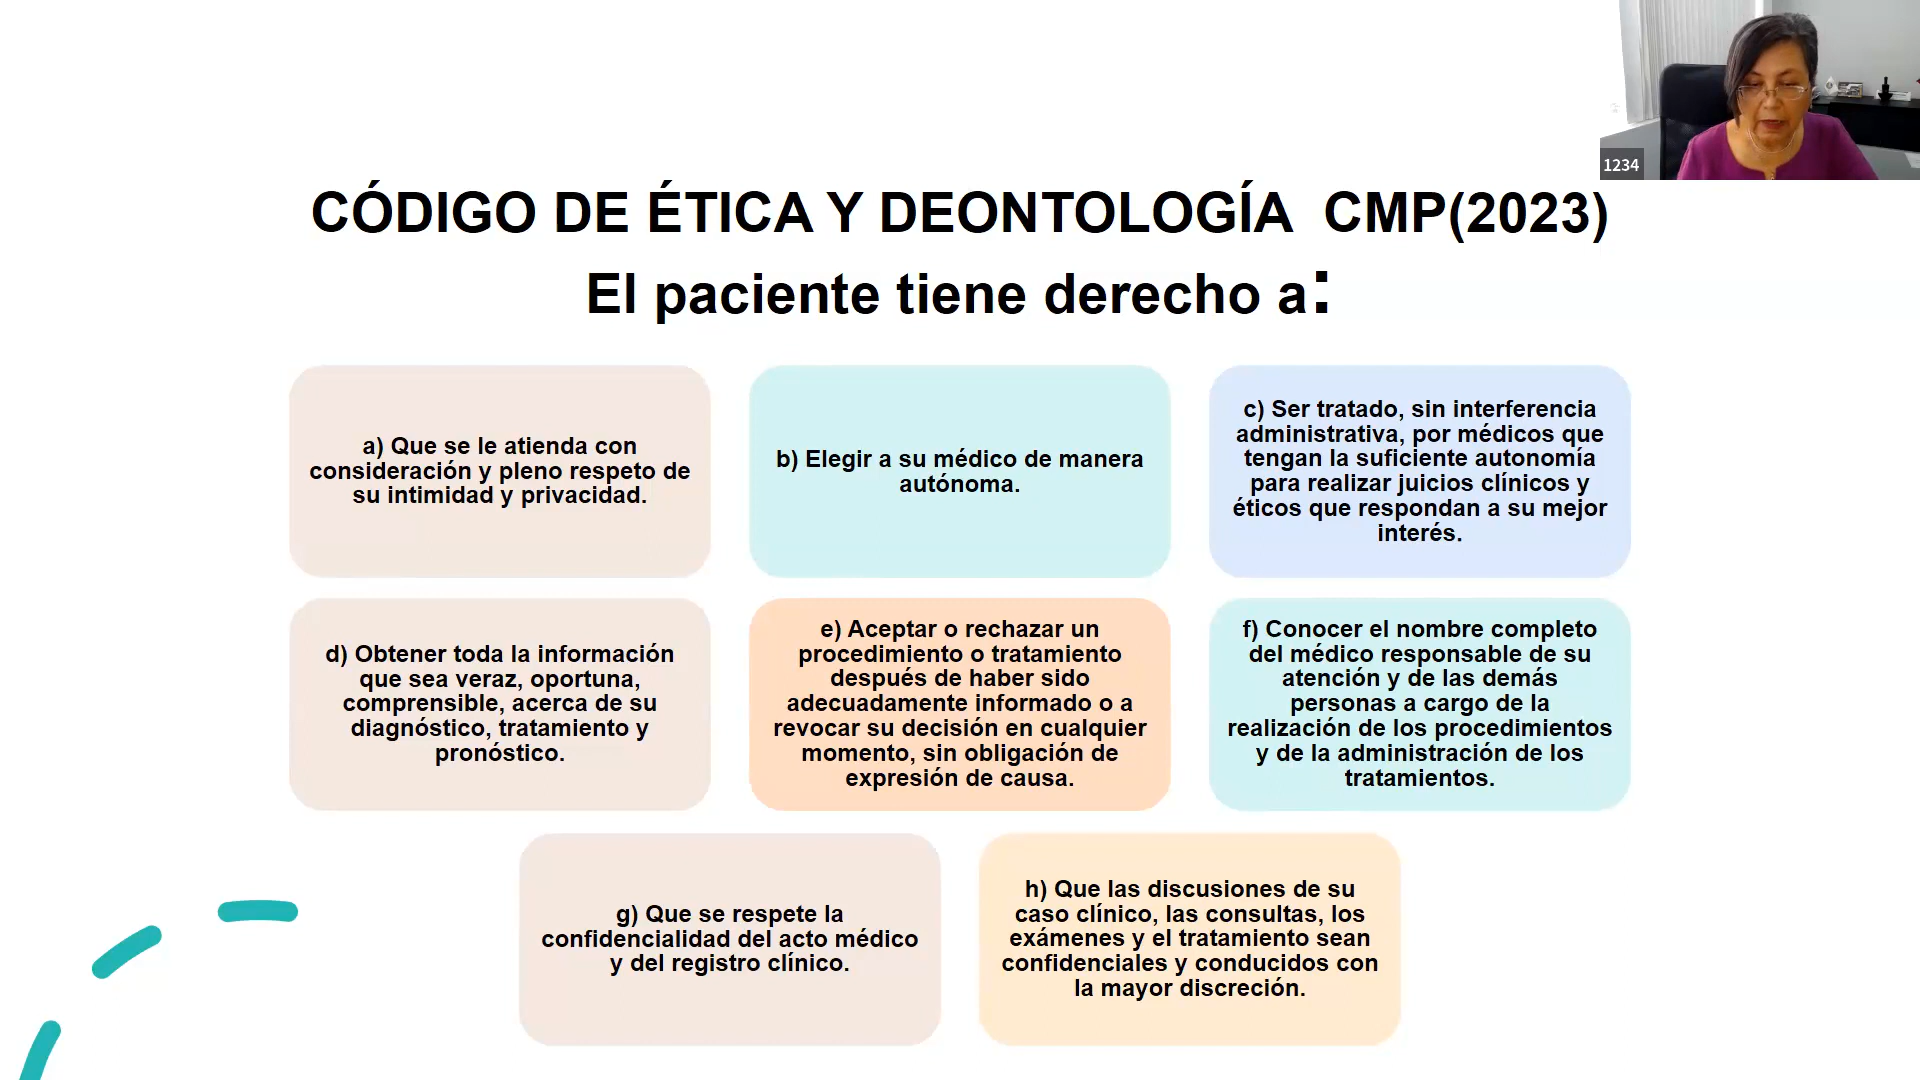 1234
CÓDIGO DE ÉTICA Y DEONTOLOGÍA CMP(2023)
El paciente tiene derecho a:
a) Que se le atienda con
consideración y pleno respeto de
su intimidad y privacidad.
b) Elegir a su médico de manera
autónoma.
c) Ser tratado, sin interferencia
administrativa, por médicos que
tengan la suficiente autonomía
para realizar juicios clínicos y
éticos que respondan a su mejor
interés.
d) Obtener toda la información
que sea veraz, oportuna,
comprensible, acerca de su
diagnóstico, tratamiento y
pronóstico.
e) Aceptar o rechazar un
procedimiento o tratamiento
después de haber sido
adecuadamente informado o a
revocar su decisión en cualquier
momento, sin obligación de
expresión de causa.
f) Conocer el nombre completo
del médico responsable de su
atención y de las demás
personas a cargo de la
realización de los procedimientos
y de la administración de los
tratamientos.
g) Que se respete la
confidencialidad del acto médico
y del registro clínico.
h) Que las discusiones de su
caso clínico, las consultas, los
exámenes y el tratamiento sean
confidenciales y conducidos con
la mayor discreción.